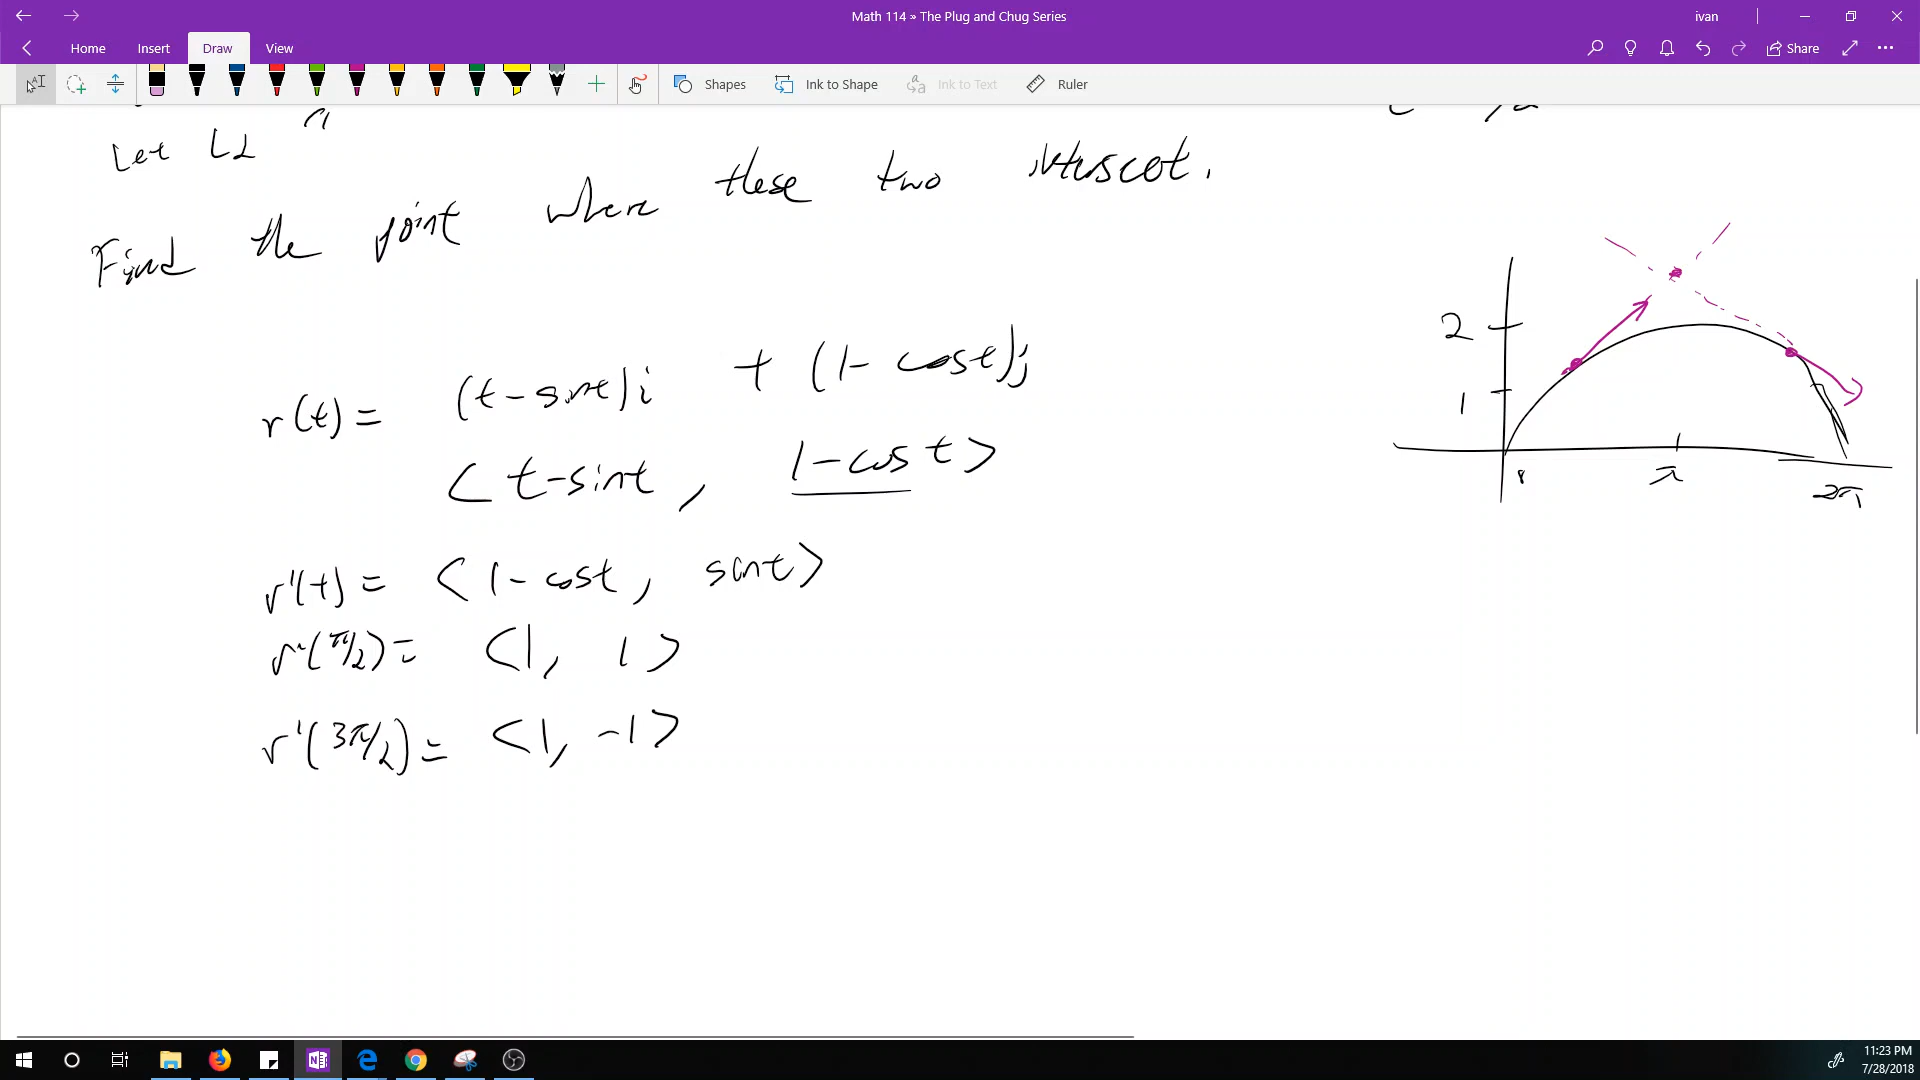 Math 114 » The Plug and Chug Series
ivan
Home Insert Draw View
Share
Shapes Ink to Shape Ink to Text Ruler
Let L2
Find the point where these two intersect.
r(t) = (t-sint)i + (1-cost)j
<t-sint, 1-cost>
r'(t) = <1-cost, sint>
r'(π/2) = <1, 1>
r'(3π/2) = <1, -1>
2
1
π
2π
11:23 PM
7/28/2018